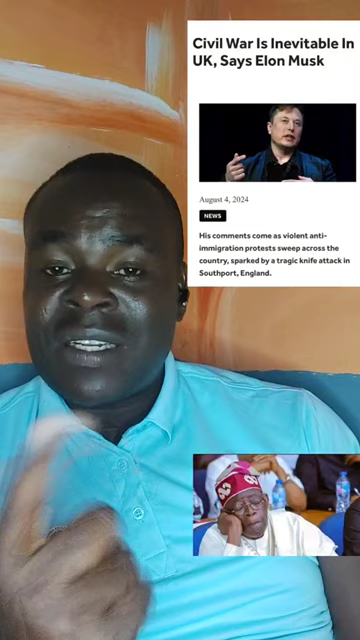 Civil War Is Inevitable In
UK, Says Elon Musk
August 4, 2024
NEWS
His comments come as violent anti-
immigration protests sweep across the
country, sparked by a tragic knife attack in
Southport, England.